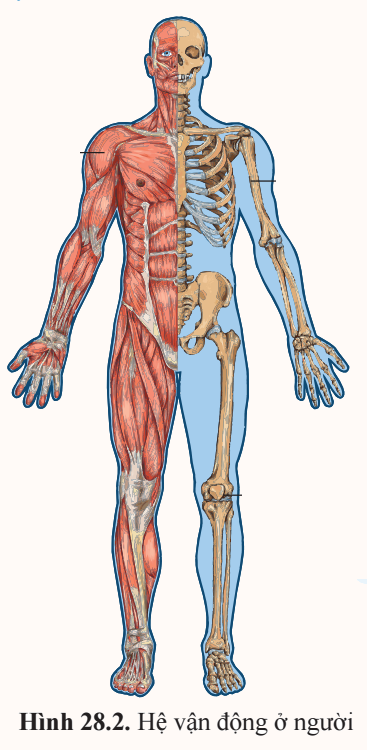 Hình 28.2. Hệ vận động ở người